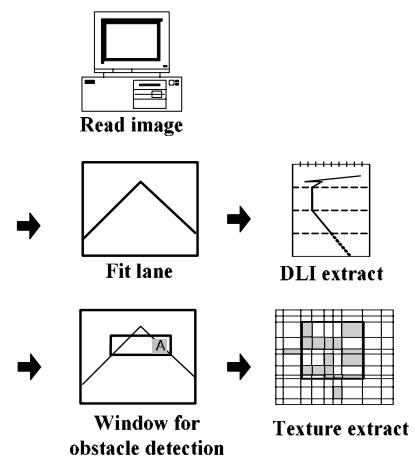 Read image
Fit lane
DLI extract
A
Window for
obstacle detection
Texture extract